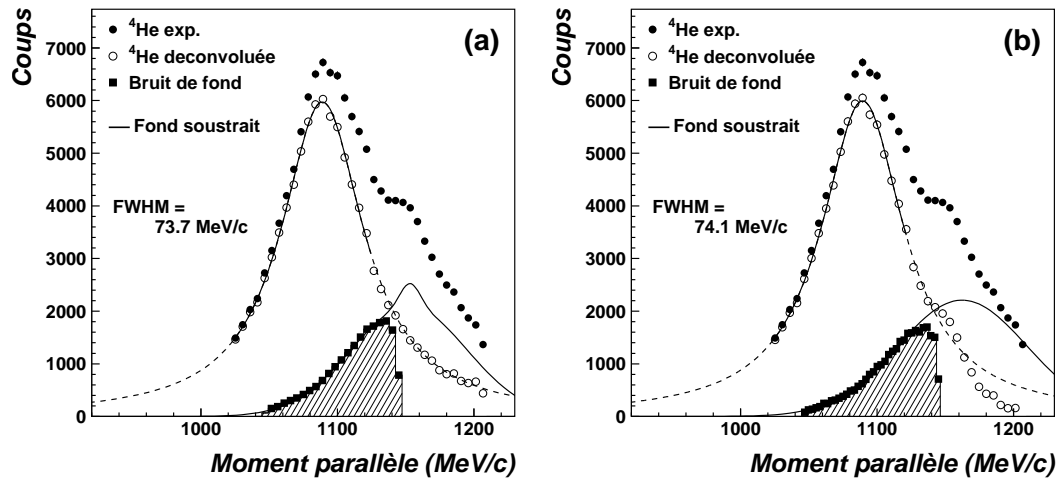 Coups
7000
6000
5000
4000
3000
2000
1000
0
⁴He exp.
⁴He deconvoluée
Bruit de fond
Fond soustrait
FWHM =
73.7 MeV/c
(a)
1000
1100
1200
Moment parallèle (MeV/c)
Coups
7000
6000
5000
4000
3000
2000
1000
0
⁴He exp.
⁴He deconvoluée
Bruit de fond
Fond soustrait
FWHM =
74.1 MeV/c
(b)
1000
1100
1200
Moment parallèle (MeV/c)